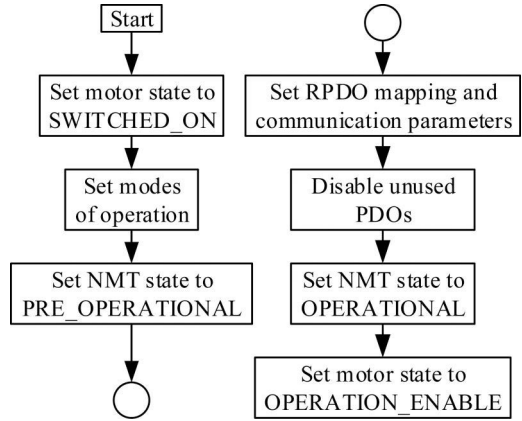 Start
Set motor state to
SWITCHED_ON
Set modes
of operation
Set NMT state to
PRE_OPERATIONAL
Set RPDO mapping and
communication parameters
Disable unused
PDOs
Set NMT state to
OPERATIONAL
Set motor state to
OPERATION_ENABLE